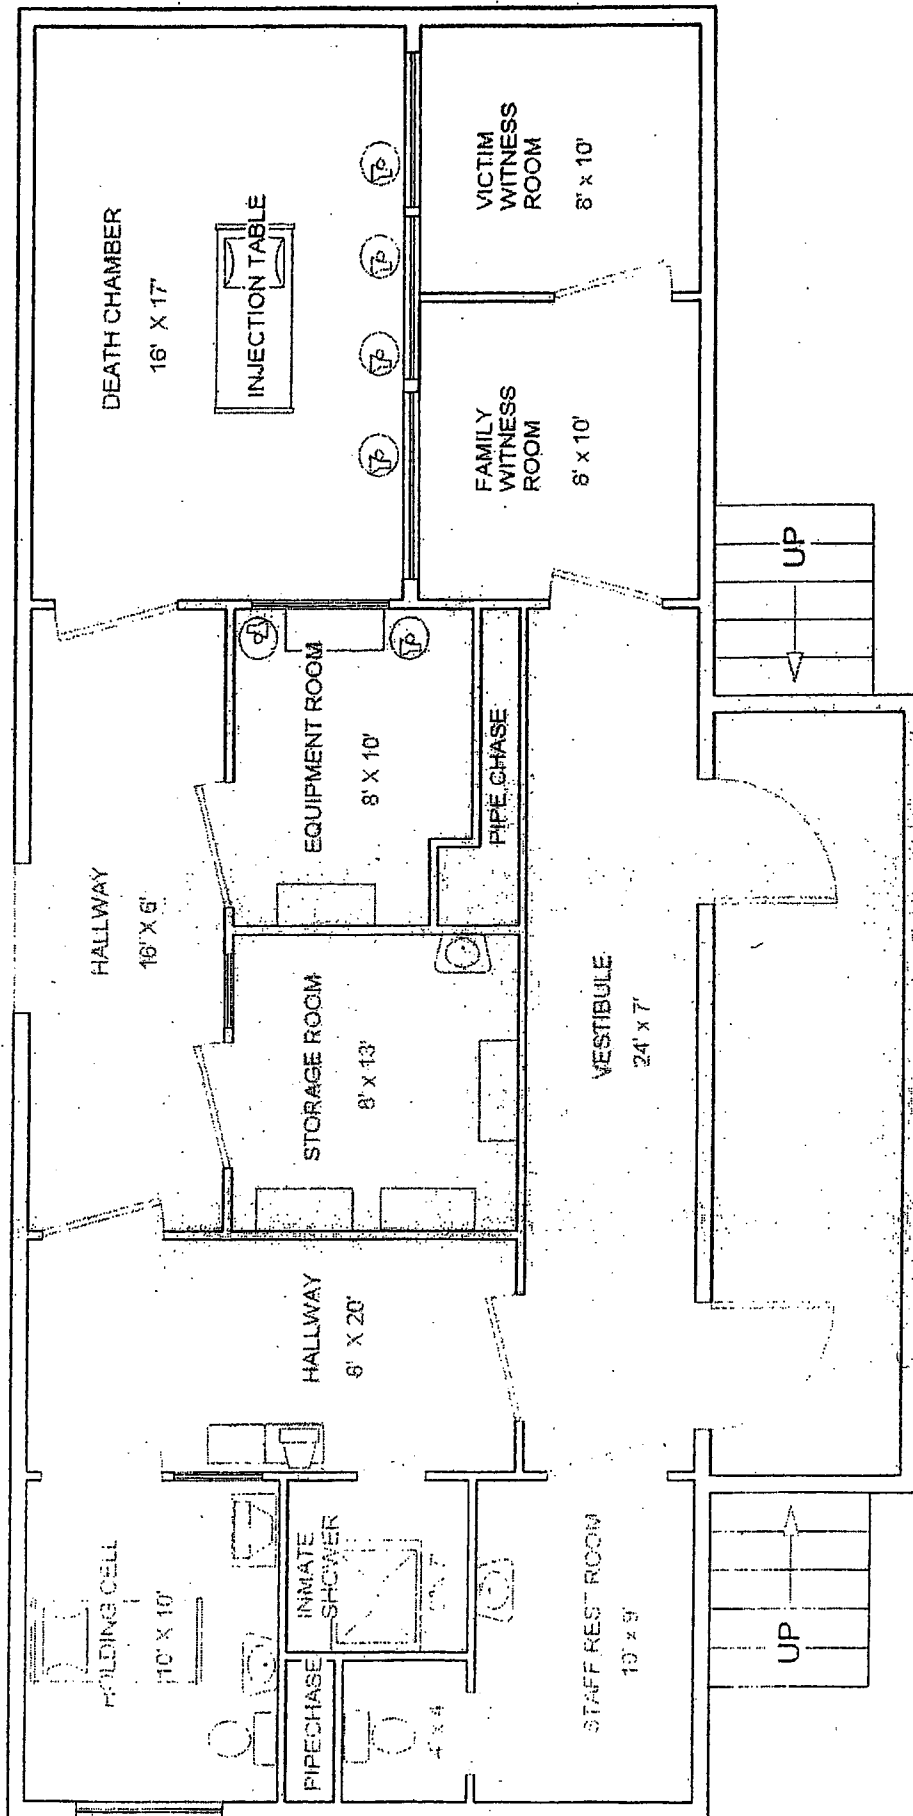 DEATH CHAMBER
16' X 17'
INJECTION TABLE
VICTIM
WITNESS
ROOM
8' x 10'
FAMILY
WITNESS
ROOM
8' x 10'
HALLWAY
16' X 6'
EQUIPMENT ROOM
8' X 10'
PIPE CHASE
UP
STORAGE ROOM
8' x 13'
VESTIBULE
24' x 7'
HALLWAY
6' X 20'
HOLDING CELL
10' X 10'
INMATE
SHOWER
PIPECHASE
4' x 4'
STAFF REST ROOM
10' x 9'
UP